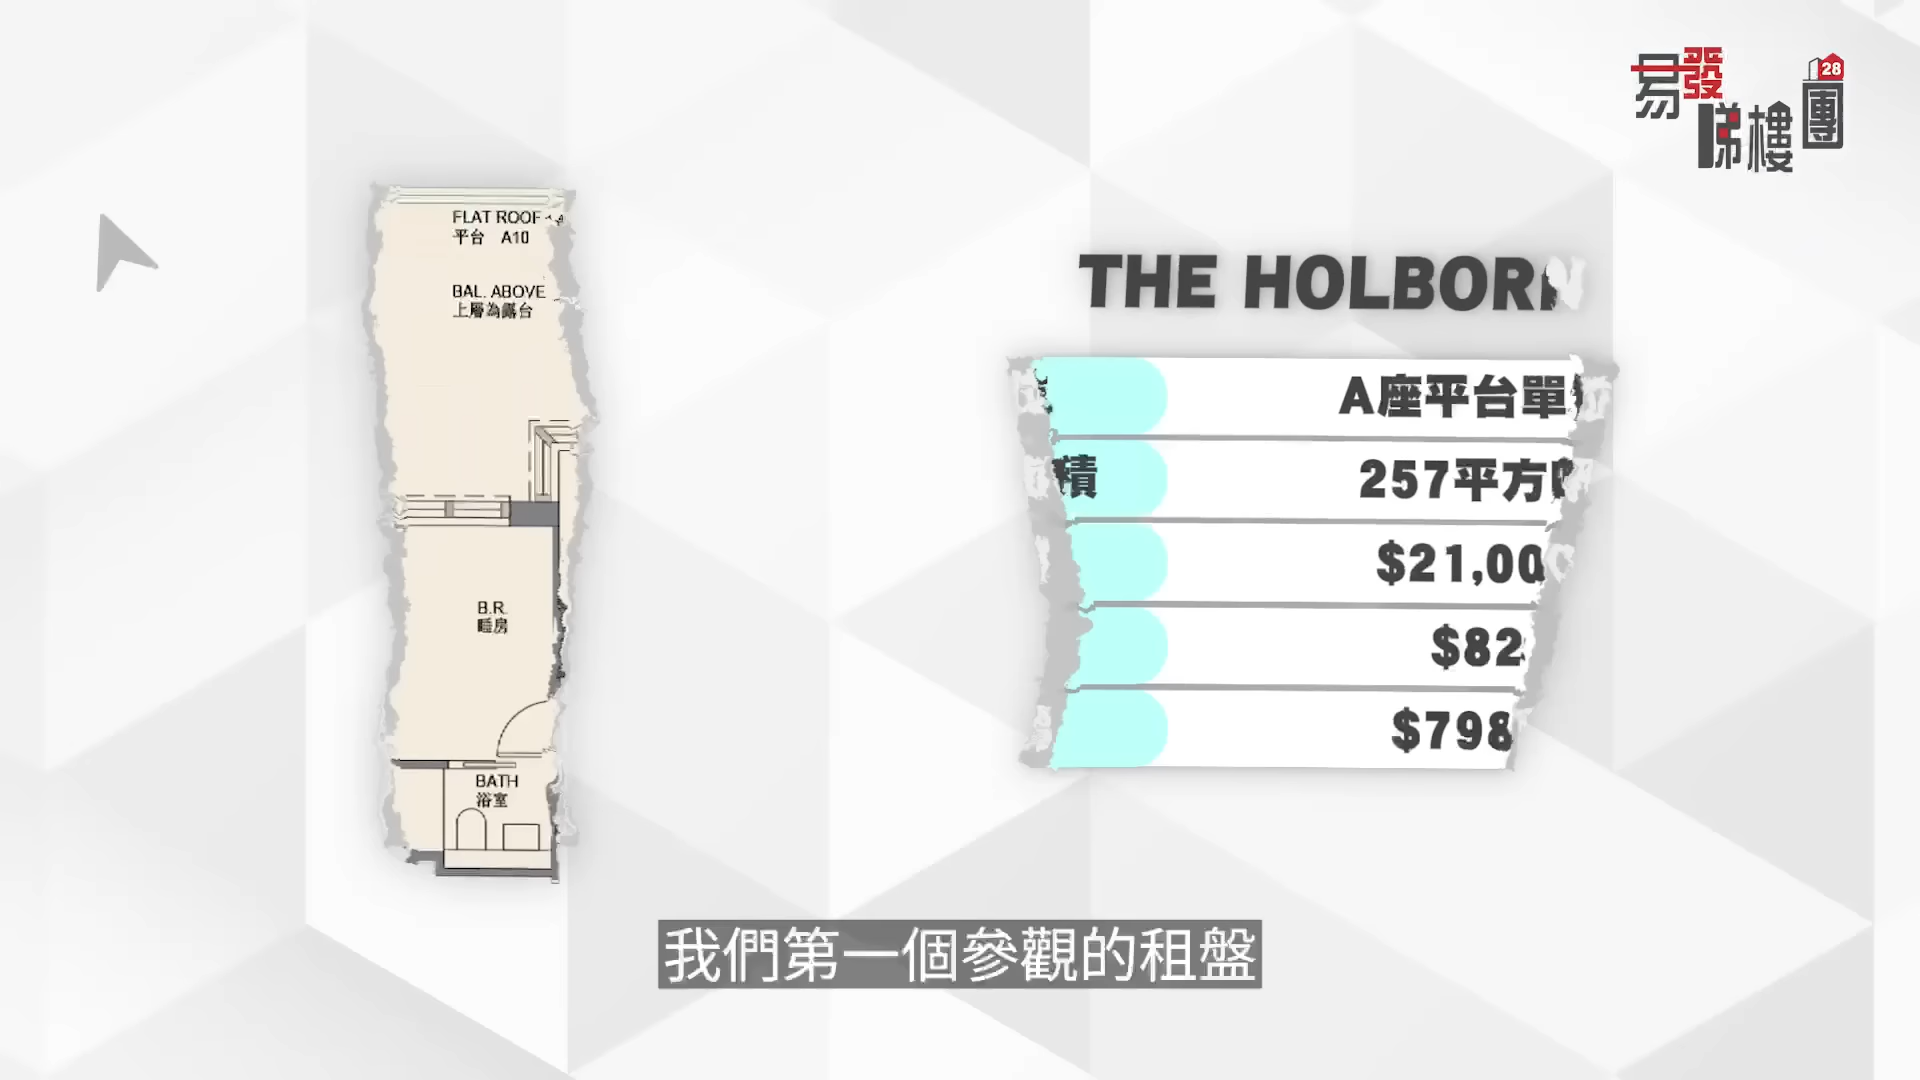 易發睇樓團
28
FLAT ROOF
平台 A10
BAL. ABOVE
上層為露台
B.R.
睡房
BATH
浴室
THE HOLBORN
A座平台單
積 257平方
$21,00
$82
$798
我們第一個參觀的租盤